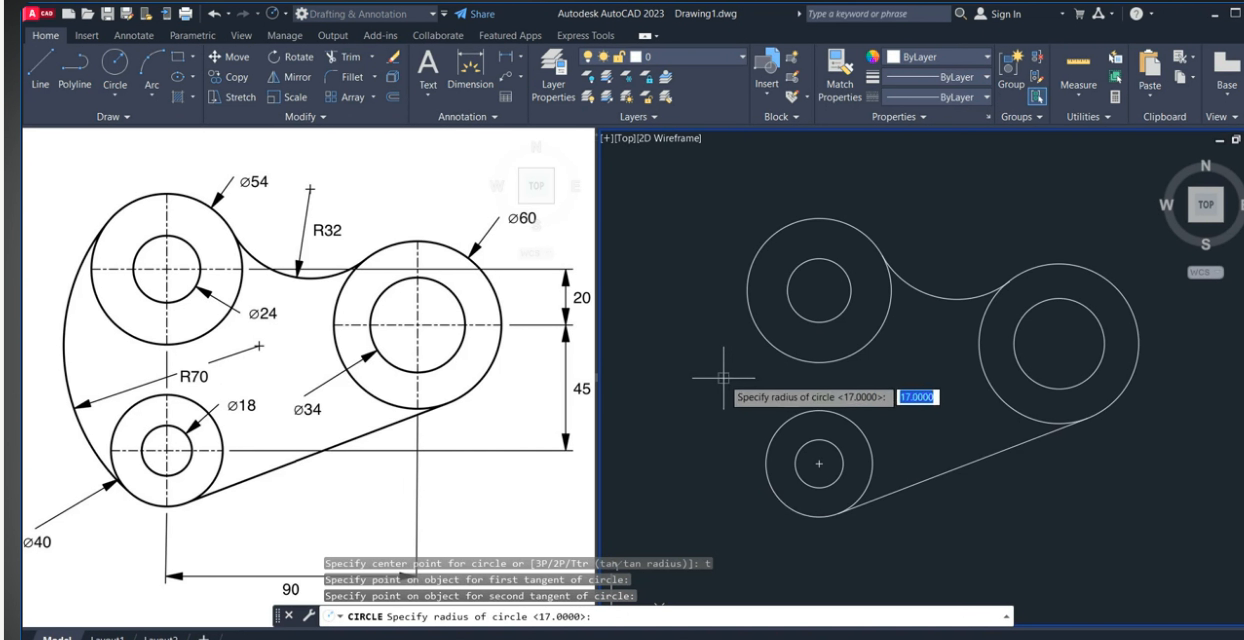 A CAD
Drafting & Annotation
Share
Autodesk AutoCAD 2023 Drawing1.dwg
Type a keyword or phrase
Sign In
Home Insert Annotate Parametric View Manage Output Add-ins Collaborate Featured Apps Express Tools
Move Rotate Trim
0
ByLayer
Line Polyline Circle Arc
Copy Mirror Fillet
Text Dimension
Layer Properties
Insert
Match Properties
ByLayer
Group
Measure
Paste
Base
Stretch Scale Array
ByLayer
Draw Modify Annotation Layers Block Properties Groups Utilities Clipboard View
[+][Top][2D Wireframe]
N
W TOP E
S
WCS
N
W TOP
S
WCS
⌀54
R32
⌀60
20
⌀24
R70
45
⌀18
⌀34
⌀40
90
Specify radius of circle <17.0000>: 17.0000
Specify center point for circle or [3P/2P/Ttr (tan tan radius)]: t
Specify point on object for first tangent of circle:
Specify point on object for second tangent of circle:
CIRCLE Specify radius of circle <17.0000>:
Model Layout1 Layout2 +